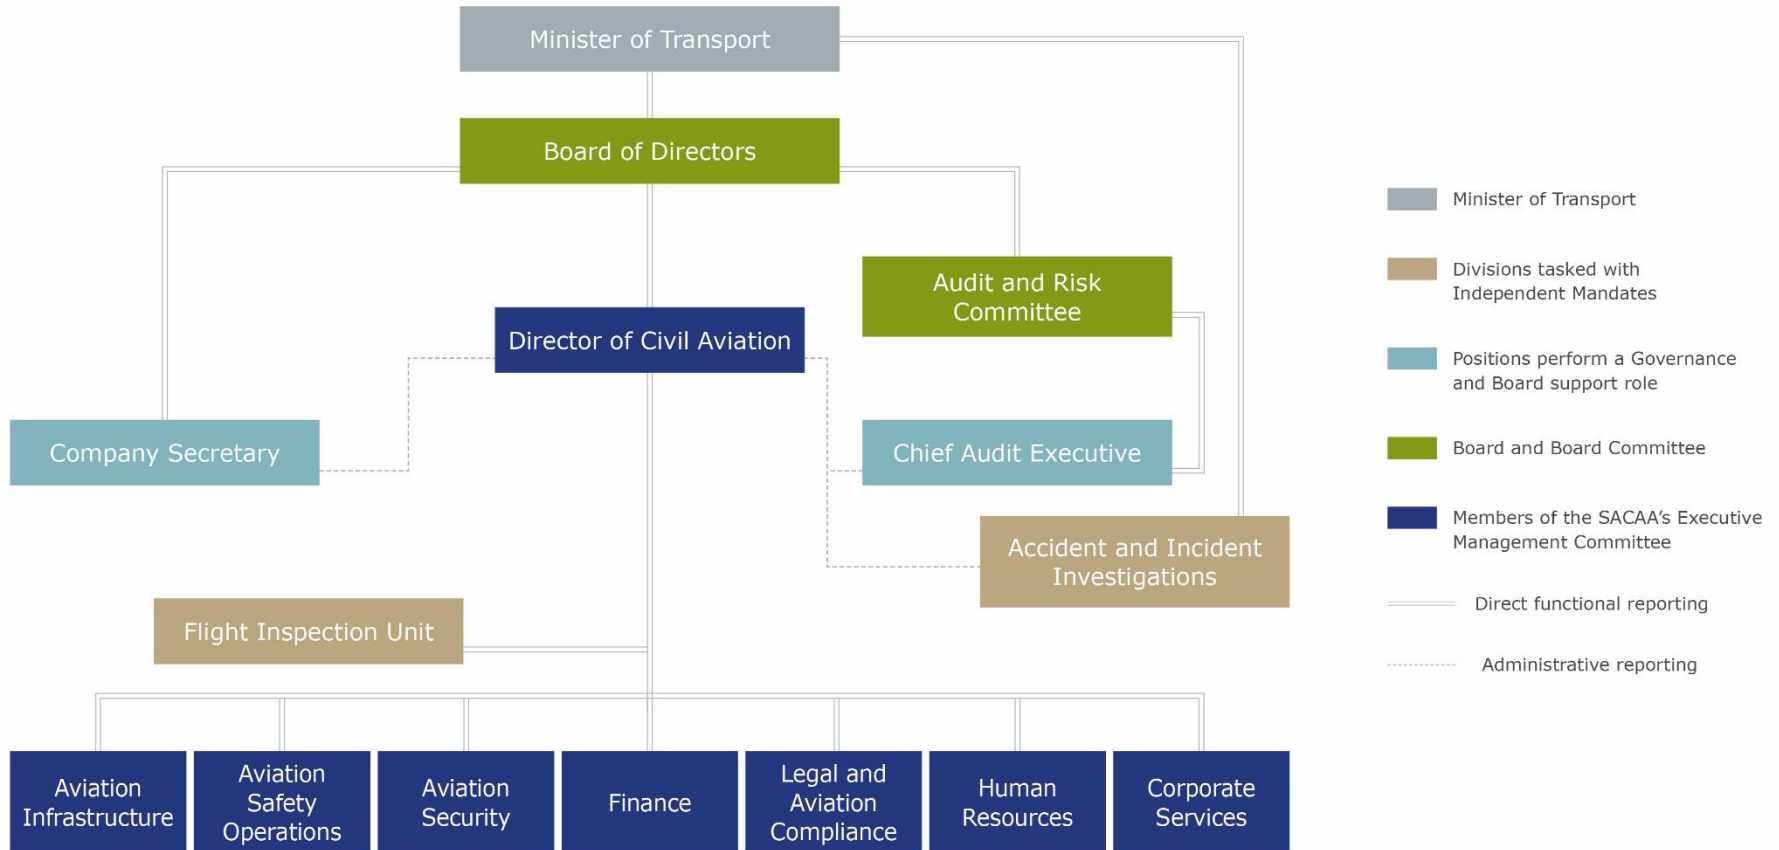 Minister of Transport
Board of Directors
Audit and Risk
Committee
Director of Civil Aviation
Company Secretary
Chief Audit Executive
Accident and Incident
Investigations
Flight Inspection Unit
Aviation
Infrastructure
Aviation
Safety
Operations
Aviation
Security
Finance
Legal and
Aviation
Compliance
Human
Resources
Corporate
Services
Minister of Transport
Divisions tasked with
Independent Mandates
Positions perform a Governance
and Board support role
Board and Board Committee
Members of the SACAA’s Executive
Management Committee
Direct functional reporting
Administrative reporting